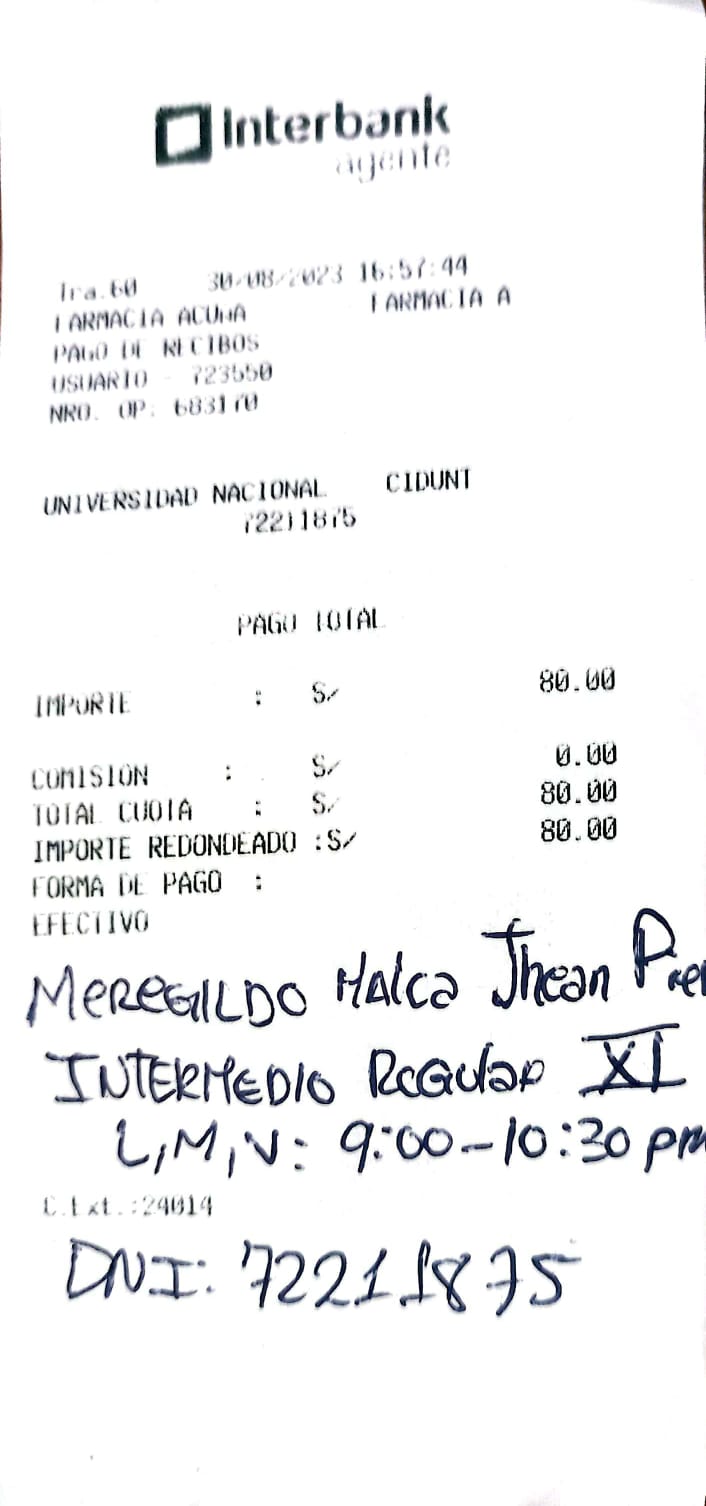 Interbank
agente
Tra.60 30/08/2023 16:57:44
FARMACIA ACUÑA FARMACIA A
PAGO DE RECIBOS
USUARIO - 723550
NRO. OP: 683170
UNIVERSIDAD NACIONAL CIDUNT
72211875
PAGO TOTAL
IMPORTE : S/ 80.00
COMISION : S/ 0.00
TOTAL CUOTA : S/ 80.00
IMPORTE REDONDEADO :S/ 80.00
FORMA DE PAGO :
EFECTIVO
MEREGILDO Malca Jhean
INTERMEDIO Regular XI
L,M,V: 9:00-10:30 pm
C.Ext.:24014
DNI: 72211875